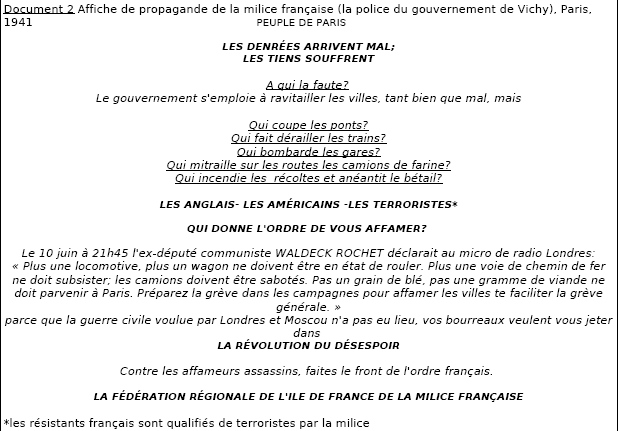 Document 2 Affiche de propagande de la milice française (la police du gouvernement de Vichy), Paris,
1941 PEUPLE DE PARIS
LES DENRÉES ARRIVENT MAL;
LES TIENS SOUFFRENT
A qui la faute?
Le gouvernement s'emploie à ravitailler les villes, tant bien que mal, mais
Qui coupe les ponts?
Qui fait dérailler les trains?
Qui bombarde les gares?
Qui mitraille sur les routes les camions de farine?
Qui incendie les récoltes et anéantit le bétail?
LES ANGLAIS- LES AMÉRICAINS -LES TERRORISTES*
QUI DONNE L'ORDRE DE VOUS AFFAMER?
Le 10 juin à 21h45 l'ex-député communiste WALDECK ROCHET déclarait au micro de radio Londres:
« Plus une locomotive, plus un wagon ne doivent être en état de rouler. Plus une voie de chemin de fer
ne doit subsister; les camions doivent être sabotés. Pas un grain de blé, pas une gramme de viande ne
doit parvenir à Paris. Préparez la grève dans les campagnes pour affamer les villes te faciliter la grève
générale. »
parce que la guerre civile voulue par Londres et Moscou n'a pas eu lieu, vos bourreaux veulent vous jeter
dans
LA RÉVOLUTION DU DÉSESPOIR
Contre les affameurs assassins, faites le front de l'ordre français.
LA FÉDÉRATION RÉGIONALE DE L'ILE DE FRANCE DE LA MILICE FRANÇAISE
*les résistants français sont qualifiés de terroristes par la milice